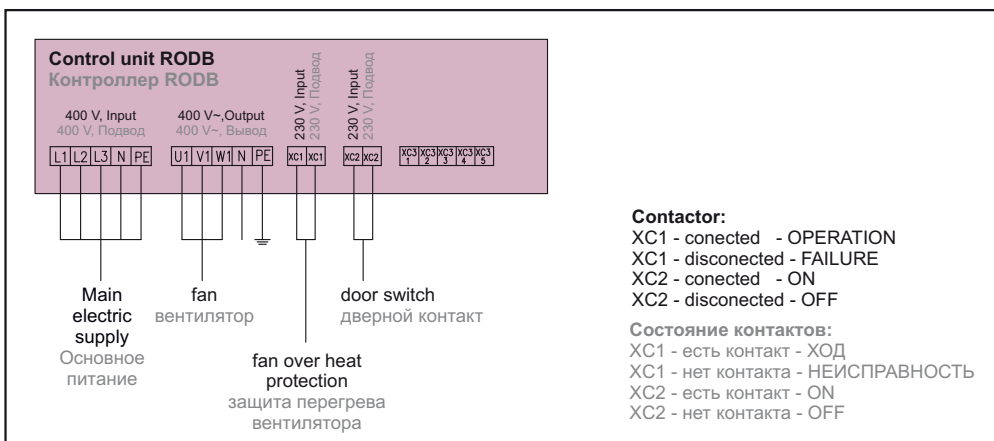 Control unit RODB
Контроллер RODB
400 V, Input
400 V, Подвод
400 V~,Output
400 V~, Вывод
230 V, Input
230 V, Подвод
230 V, Input
230 V, Подвод
L1 L2 L3 N PE
U1 V1 W1 N PE
XC1 XC1
XC2 XC2
XC3 XC3 XC3 XC3 XC3
1 2 3 4 5
Main
electric
supply
Основное
питание
fan
вентилятор
fan over heat
protection
защита перегрева
вентилятора
door switch
дверной контакт
Contactor:
XC1 - conected - OPERATION
XC1 - disconected - FAILURE
XC2 - conected - ON
XC2 - disconected - OFF
Состояние контактов:
XC1 - есть контакт - ХОД
XC1 - нет контакта - НЕИСПРАВНОСТЬ
XC2 - есть контакт - ON
XC2 - нет контакта - OFF